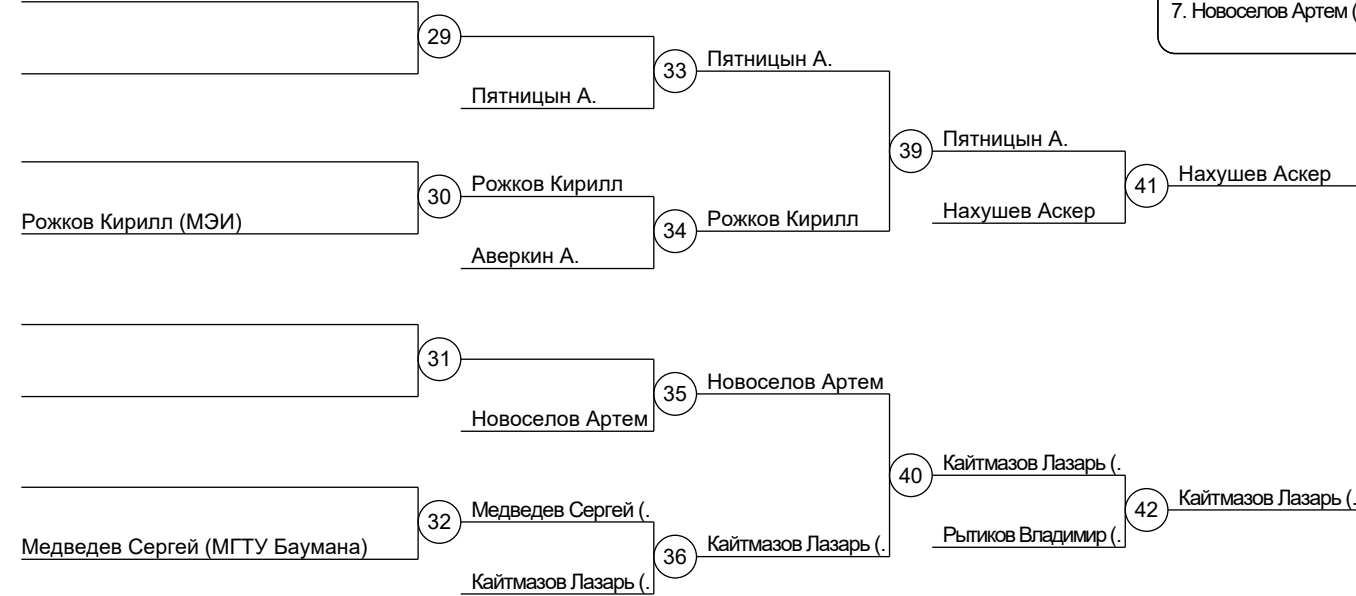 7. Новоселов Артем (
29
Пятницын А.
33
Пятницын А.
39
Пятницын А.
41
Нахушев Аскер
Рожков Кирилл
30
Рожков Кирилл (МЭИ)
34
Рожков Кирилл
Нахушев Аскер
Аверкин А.
31
35
Новоселов Артем
Новоселов Артем
40
Кайтмазов Лазарь (.
42
Кайтмазов Лазарь (.
Медведев Сергей (.
32
Рытиков Владимир (.
Медведев Сергей (МГТУ Баумана)
36
Кайтмазов Лазарь (.
Кайтмазов Лазарь (.